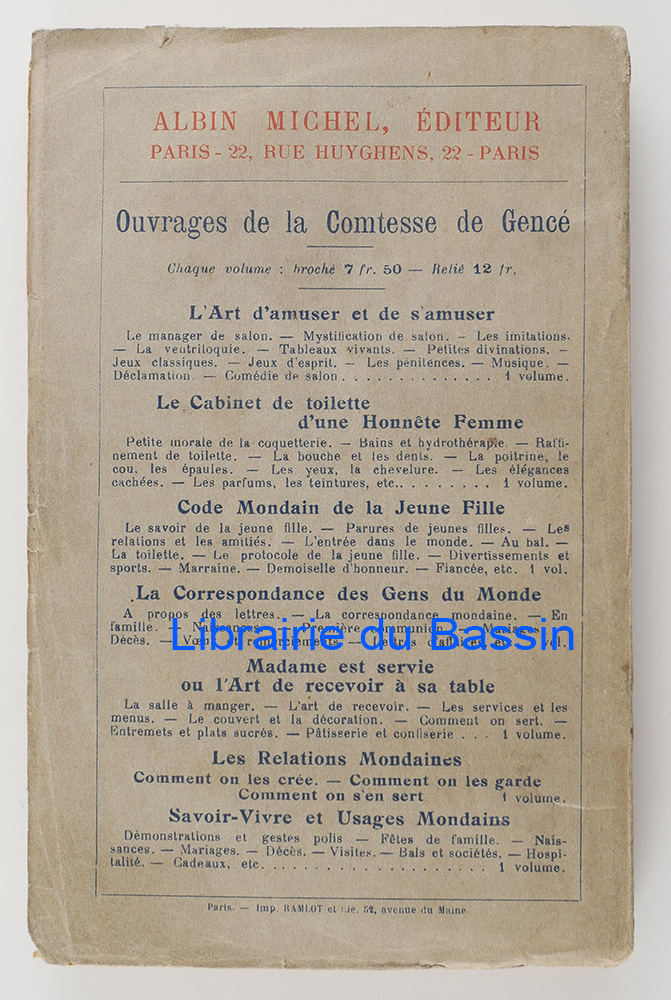 ALBIN MICHEL, ÉDITEUR
PARIS - 22, RUE HUYGHENS, 22 - PARIS
Ouvrages de la Comtesse de Gencé
Chaque volume : broché 7 fr. 50 — Relié 12 fr.
L'Art d'amuser et de s'amuser
Le manager de salon. — Mystification de salon. — Les imitations.
— La ventriloquie. — Tableaux vivants. — Petites divinations. —
Jeux classiques. — Jeux d'esprit. — Les pénitences. — Musique. —
Déclamation. — Comédie de salon . . . . . . . . . . . . . . 1 volume.
Le Cabinet de toilette
d'une Honnête Femme
Petite morale de la coquetterie. — Bains et hydrothérapie. — Raffi-
nement de toilette. — La bouche et les dents. — La poitrine, le
cou, les épaules. — Les yeux, la chevelure. — Les élégances
cachées. — Les parfums, les teintures, etc. . . . . . . . . 1 volume.
Code Mondain de la Jeune Fille
Le savoir de la jeune fille. — Parures de jeunes filles. — Les
relations et les amitiés. — L'entrée dans le monde. — Au bal. —
La toilette. — Le protocole de la jeune fille. — Divertissements et
sports. — Marraine. — Demoiselle d'honneur. — Fiancée, etc. 1 vol.
La Correspondance des Gens du Monde
A propos des lettres. — La correspondance mondaine. — En
famille. — Naissances. — Première communion. — Mariages. —
Décès. — Vœux et remerciements. — Lettres d'affaires, etc. 1 vol.
Librairie du Bassin
Madame est servie
ou l'Art de recevoir à sa table
La salle à manger. — L'art de recevoir. — Les services et les
menus. — Le couvert et la décoration. — Comment on sert. —
Entremets et plats sucrés. — Pâtisserie et confiserie . . . 1 volume.
Les Relations Mondaines
Comment on les crée. — Comment on les garde
Comment on s'en sert 1 volume.
Savoir-Vivre et Usages Mondains
Démonstrations et gestes polis — Fêtes de famille. — Nais-
sances. — Mariages. — Décès. — Visites. — Bals et sociétés. — Hospi-
talité. — Cadeaux, etc. . . . . . . . . . . . . . . . . . . . . . 1 volume.
Paris. — Imp. RAMLOT et Cie, 52, avenue du Maine.